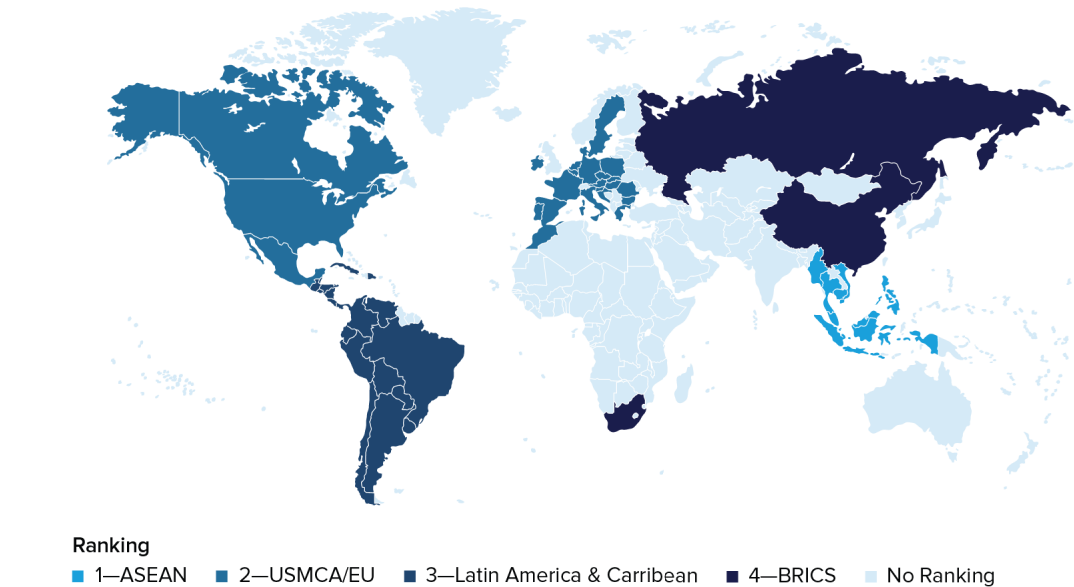 Ranking
1—ASEAN 2—USMCA/EU 3—Latin America & Carribean 4—BRICS No Ranking